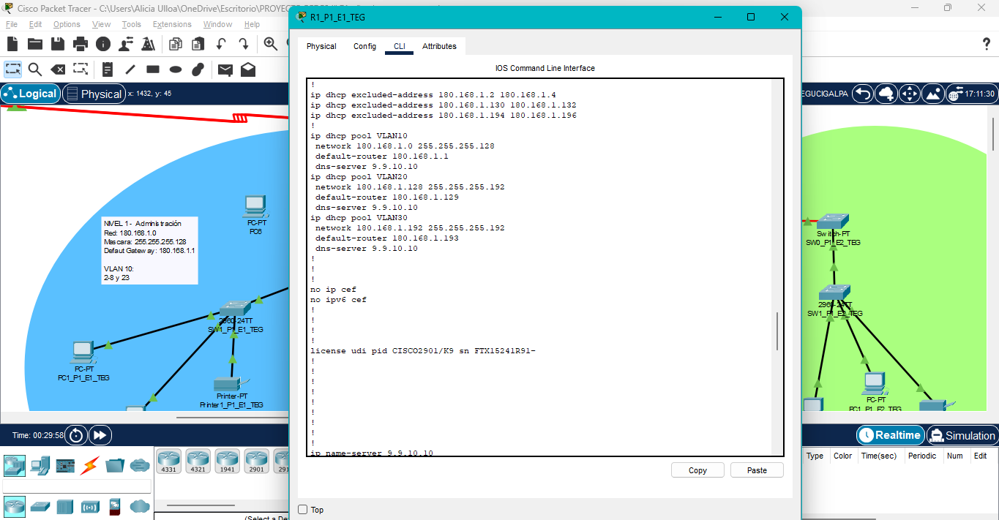 Cisco Packet Tracer - C:\Users\Alicia Ulloa\OneDrive\Escritorio\PROYEC
File Edit Options View Tools Extensions Window Help
Logical
Physical
x: 1432, y: 45
EGUCIGALPA
17:11:30
R1_P1_E1_TEG
Physical Config CLI Attributes
IOS Command Line Interface
!
ip dhcp excluded-address 180.168.1.2 180.168.1.4
ip dhcp excluded-address 180.168.1.130 180.168.1.132
ip dhcp excluded-address 180.168.1.194 180.168.1.196
!
ip dhcp pool VLAN10
network 180.168.1.0 255.255.255.128
default-router 180.168.1.1
dns-server 9.9.10.10
ip dhcp pool VLAN20
network 180.168.1.128 255.255.255.192
default-router 180.168.1.129
dns-server 9.9.10.10
ip dhcp pool VLAN30
network 180.168.1.192 255.255.255.192
default-router 180.168.1.193
dns-server 9.9.10.10
!
!
!
no ip cef
no ipv6 cef
!
!
!
!
license udi pid CISCO2901/K9 sn FTX15241R91-
!
!
!
!
!
!
!
!
!
ip name-server 9.9.10.10
Copy
Paste
Top
PC-PT
PC6
NIVEL 1 - Administración
Red: 180.168.1.0
Mascara: 255.255.255.128
Defaut Gateway: 180.168.1.1
VLAN 10:
2-8 y 23
2960-24TT
SW1_P1_E1_TEG
PC-PT
PC1_P1_E1_TEG
Printer-PT
Printer1_P1_E1_TEG
Switch-PT
SW0_P1_E2_TEG
2960-24TT
SW1_P1_E2_TEG
PC-PT
PC1_P1_E2_TEG
Time: 00:29:58
Realtime
Simulation
4331
4321
1941
2901
291
(Select a De
Type Color Time(sec) Periodic Num Edit